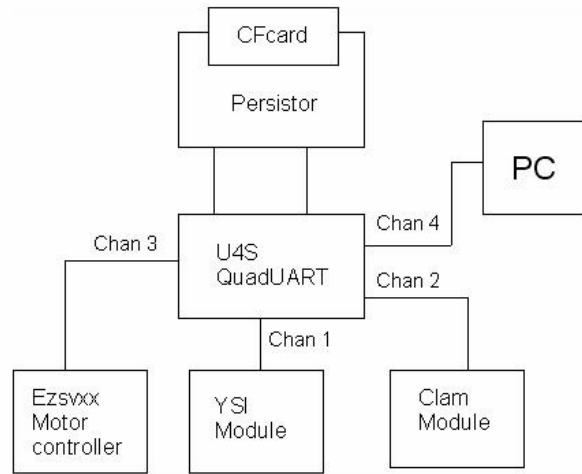 CFcard
Persistor
PC
Chan 4
Chan 3
U4S
QuadUART
Chan 2
Chan 1
Ezsvxx
Motor
controller
YSI
Module
Clam
Module